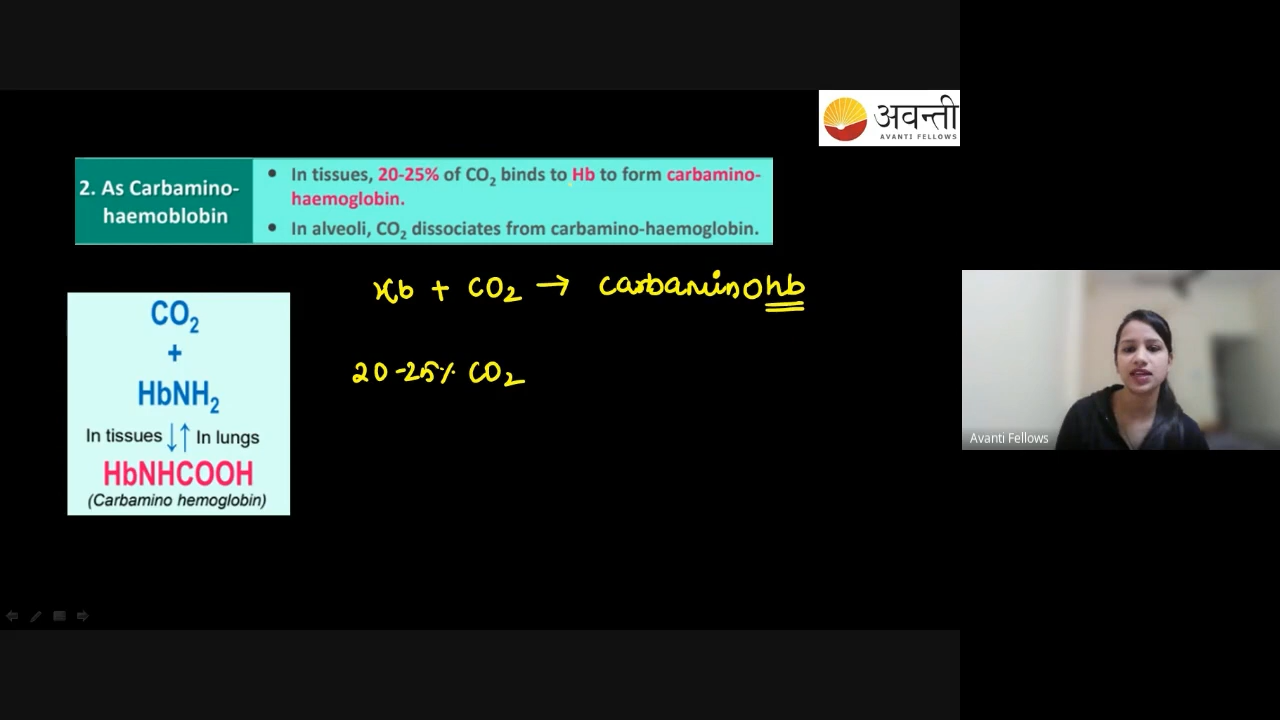 अवन्ती
AVANTI FELLOWS
2. As Carbamino-
haemoblobin
• In tissues, 20-25% of CO₂ binds to Hb to form carbamino-
haemoglobin.
• In alveoli, CO₂ dissociates from carbamino-haemoglobin.
Hb + CO₂ → carbaminohb
20-25% CO₂
CO₂
+
HbNH₂
In tissues ↓↑ In lungs
HbNHCOOH
(Carbamino hemoglobin)
Avanti Fellows